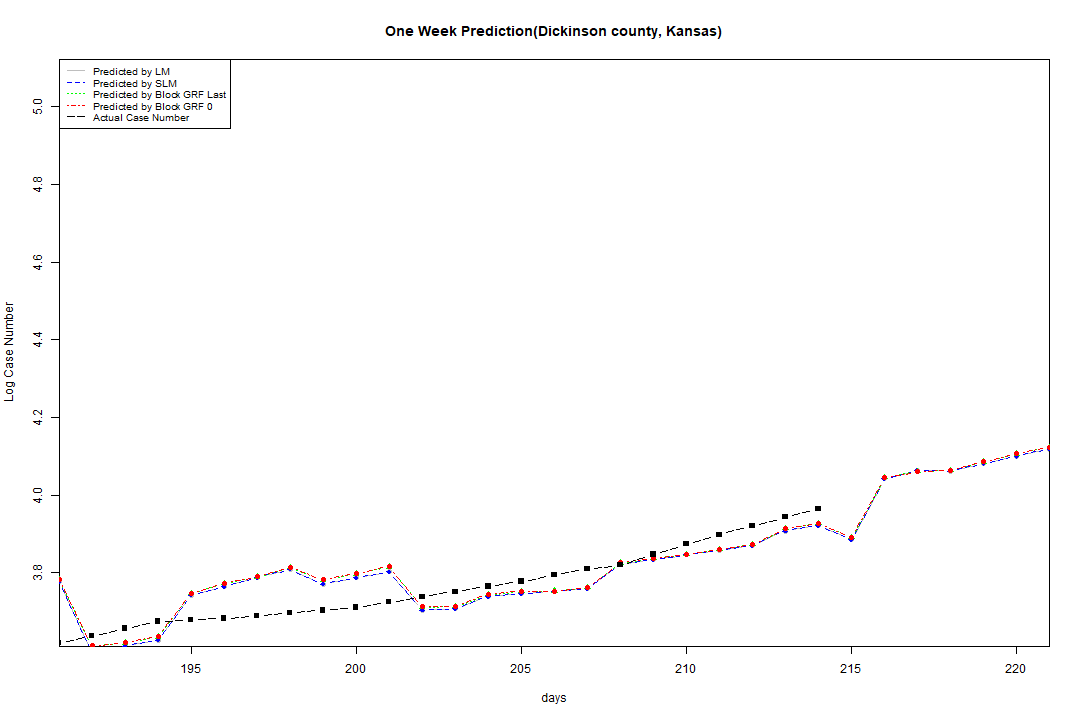 One Week Prediction(Dickinson county, Kansas)
Predicted by LM
Predicted by SLM
Predicted by Block GRF Last
Predicted by Block GRF 0
Actual Case Number
5.0
4.8
4.6
4.4
4.2
4.0
3.8
Log Case Number
195 200 205 210 215 220
days